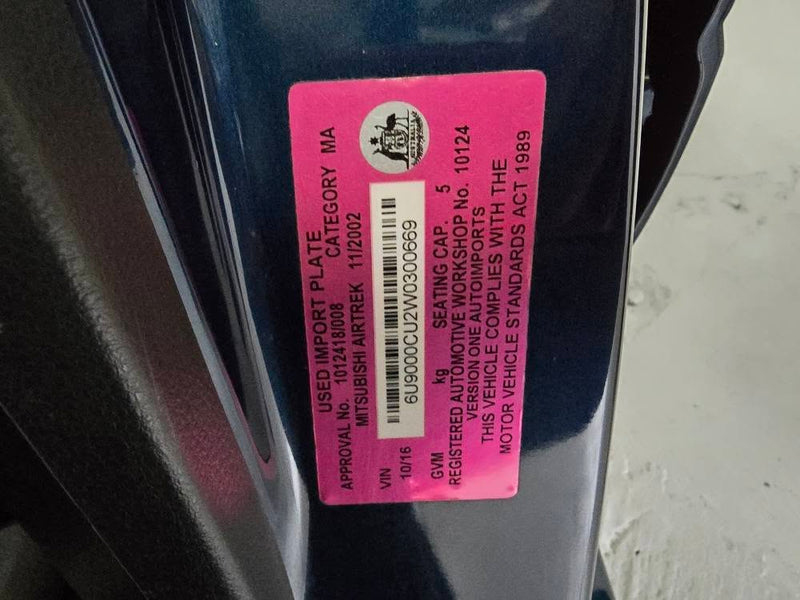 USED IMPORT PLATE
APPROVAL No. 1012418/008 CATEGORY MA
MITSUBISHI AIRTREK 11/2002
VIN
10/16 6U9000CU2W0300669
GVM kg SEATING CAP. 5
REGISTERED AUTOMOTIVE WORKSHOP No. 10124
VERSION ONE AUTOIMPORTS
THIS VEHICLE COMPLIES WITH THE
MOTOR VEHICLE STANDARDS ACT 1989
AUSTRALIA